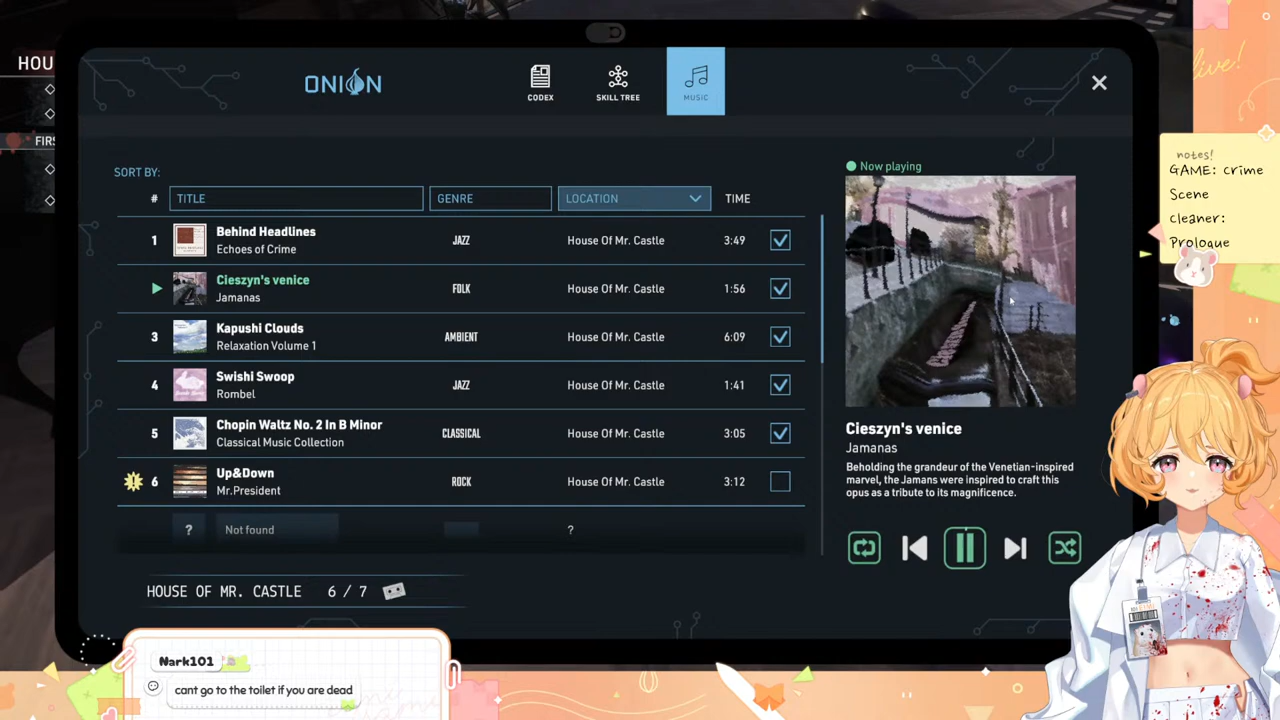 HOU
FIRS
ONION
CODEX
SKILL TREE
MUSIC
live!
notes!
GAME: crime
Scene
cleaner:
Prologue
SORT BY:
# TITLE GENRE LOCATION TIME
1 Behind Headlines JAZZ House Of Mr. Castle 3:49
Echoes of Crime
Cieszyn's venice FOLK House Of Mr. Castle 1:56
Jamanas
3 Kapushi Clouds AMBIENT House Of Mr. Castle 6:09
Relaxation Volume 1
4 Swishi Swoop JAZZ House Of Mr. Castle 1:41
Rombel
5 Chopin Waltz No. 2 In B Minor CLASSICAL House Of Mr. Castle 3:05
Classical Music Collection
6 Up&Down ROCK House Of Mr. Castle 3:12
Mr.President
? Not found ?
HOUSE OF MR. CASTLE 6 / 7
Now playing
Cieszyn's venice
Jamanas
Beholding the grandeur of the Venetian-inspired
marvel, the Jamans were inspired to craft this
opus as a tribute to its magnificence.
Nark101
cant go to the toilet if you are dead